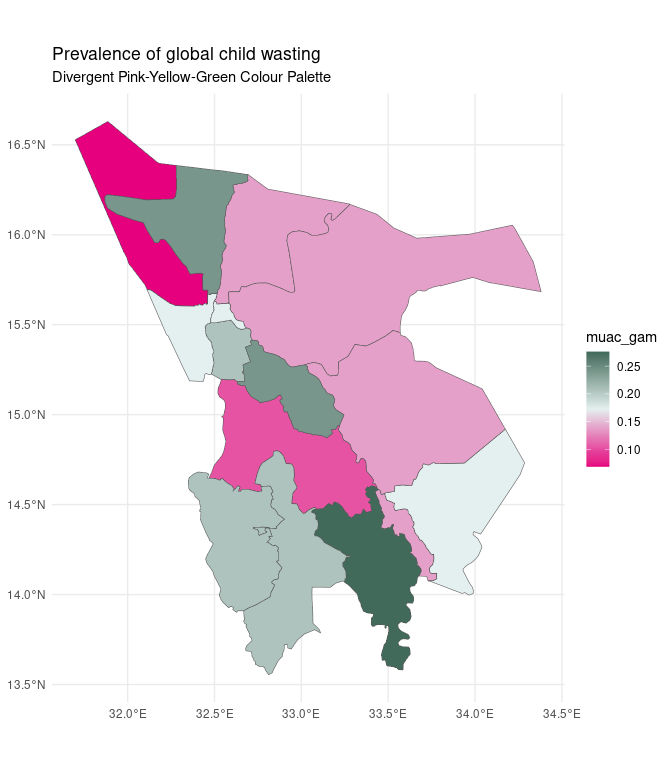 Prevalence of global child wasting
Divergent Pink-Yellow-Green Colour Palette
16.5°N
16.0°N
15.5°N
15.0°N
14.5°N
14.0°N
13.5°N
32.0°E 32.5°E 33.0°E 33.5°E 34.0°E 34.5°E
muac_gam
0.25
0.20
0.15
0.10